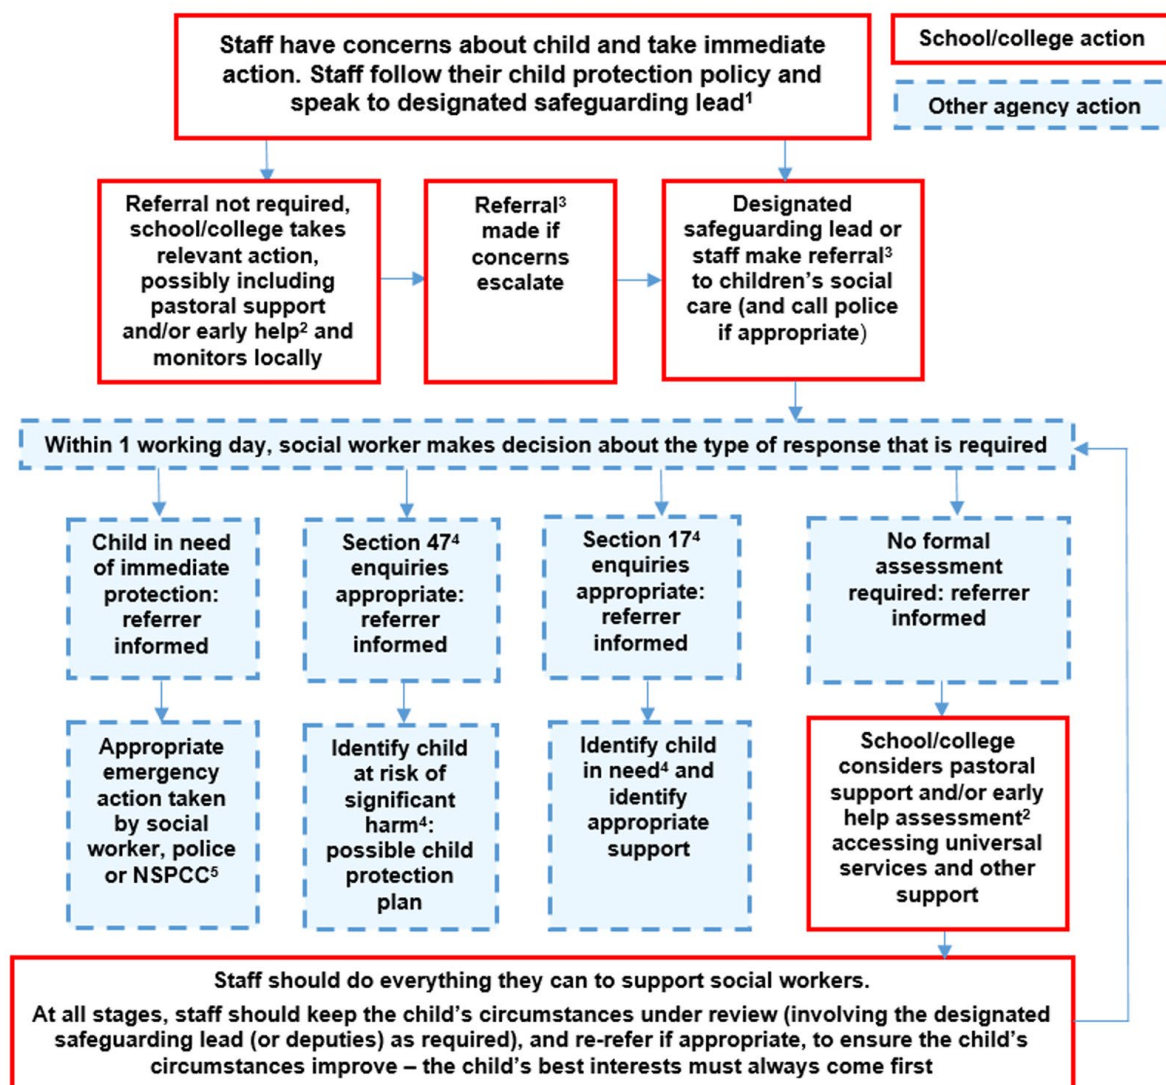 Staff have concerns about child and take immediate
action. Staff follow their child protection policy and
speak to designated safeguarding lead¹
School/college action
Other agency action
Referral not required,
school/college takes
relevant action,
possibly including
pastoral support
and/or early help² and
monitors locally
Referral³
made if
concerns
escalate
Designated
safeguarding lead or
staff make referral³
to children’s social
care (and call police
if appropriate)
Within 1 working day, social worker makes decision about the type of response that is required
Child in need
of immediate
protection:
referrer
informed
Section 47⁴
enquiries
appropriate:
referrer
informed
Section 17⁴
enquiries
appropriate:
referrer
informed
No formal
assessment
required: referrer
informed
Appropriate
emergency
action taken
by social
worker, police
or NSPCC⁵
Identify child
at risk of
significant
harm⁴:
possible child
protection
plan
Identify child
in need⁴ and
identify
appropriate
support
School/college
considers pastoral
support and/or early
help assessment²
accessing universal
services and other
support
Staff should do everything they can to support social workers.
At all stages, staff should keep the child’s circumstances under review (involving the designated
safeguarding lead (or deputies) as required), and re-refer if appropriate, to ensure the child’s
circumstances improve – the child’s best interests must always come first